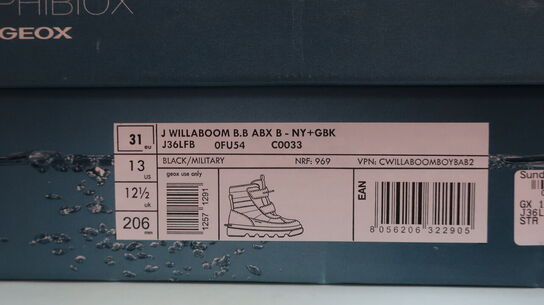 PHIBIOX
GEOX
31 eu
J WILLABOOM B.B ABX B - NY+GBK
J36LFB 0FU54 C0033
13 us
BLACK/MILITARY NRF: 969 VPN: CWILLABOOMBOYBAB2
geox use only
12½ uk
EAN
206 mm
1257 1291
8 056206 322905
Sund
GX 1
J36L
STR